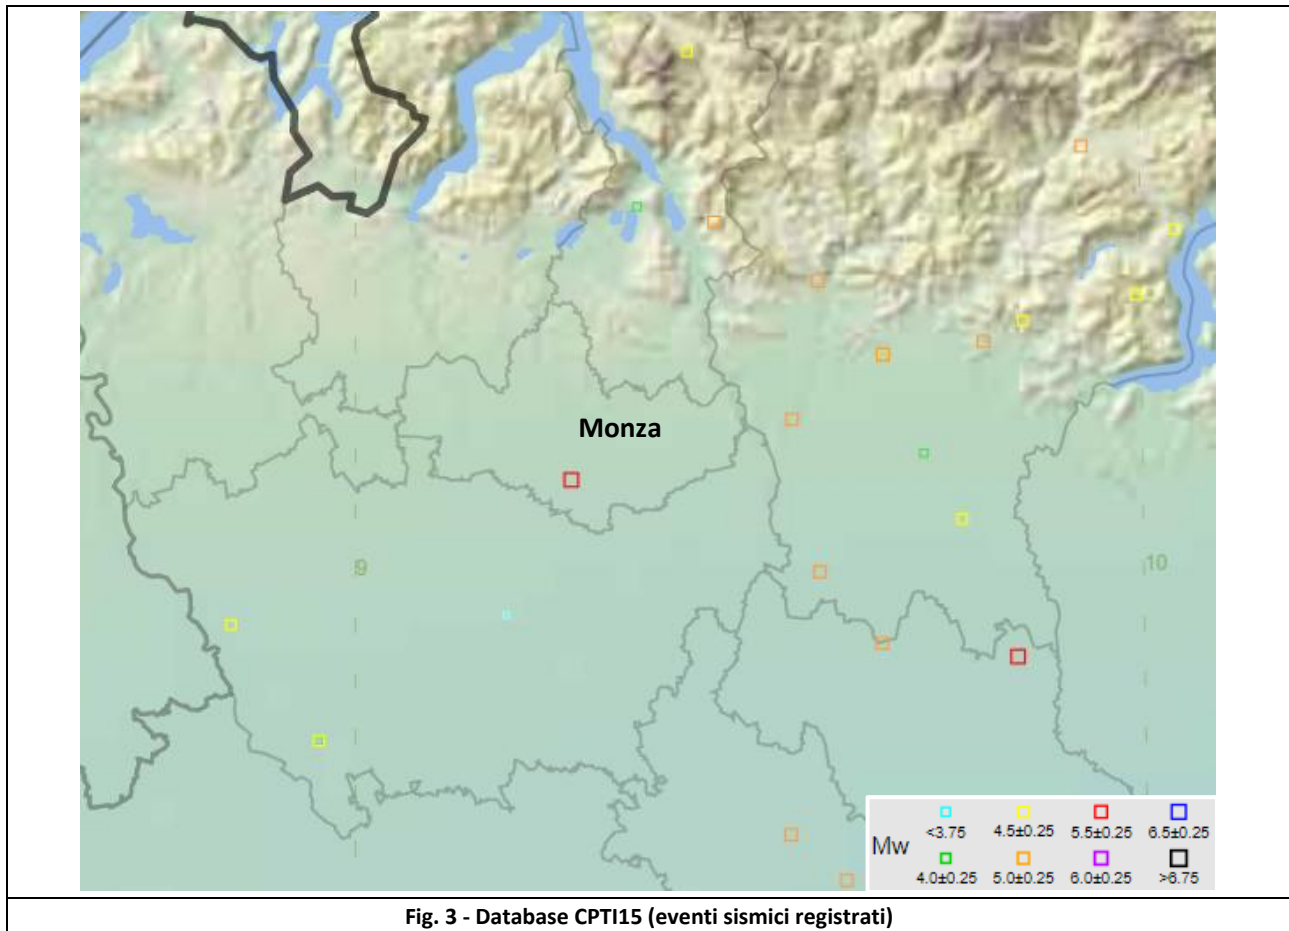 Monza
9
10
Mw
<3.75 4.5±0.25 5.5±0.25 6.5±0.25
4.0±0.25 5.0±0.25 6.0±0.25 >6.75
Fig. 3 - Database CPTI15 (eventi sismici registrati)